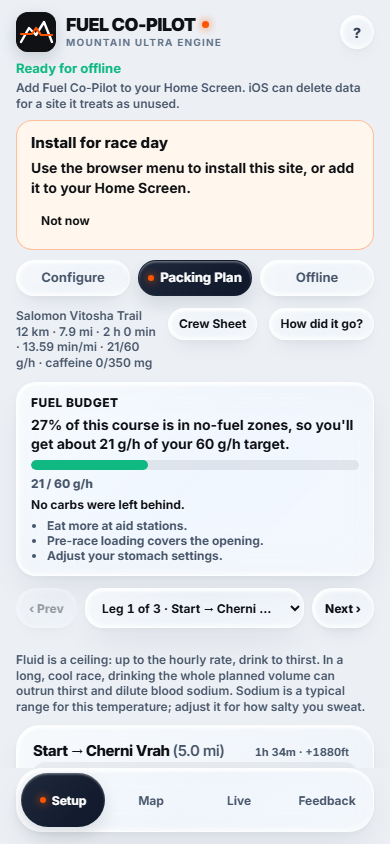 FUEL CO-PILOT
MOUNTAIN ULTRA ENGINE
?
Ready for offline
Add Fuel Co-Pilot to your Home Screen. iOS can delete data
for a site it treats as unused.
Install for race day
Use the browser menu to install this site, or add
it to your Home Screen.
Not now
Configure
Packing Plan
Offline
Salomon Vitosha Trail
12 km · 7.9 mi · 2 h 0 min
· 13.59 min/mi · 21/60
g/h · caffeine 0/350 mg
Crew Sheet
How did it go?
FUEL BUDGET
27% of this course is in no-fuel zones, so you'll
get about 21 g/h of your 60 g/h target.
21 / 60 g/h
No carbs were left behind.
• Eat more at aid stations.
• Pre-race loading covers the opening.
• Adjust your stomach settings.
‹ Prev
Leg 1 of 3 · Start → Cherni ...
Next ›
Fluid is a ceiling: up to the hourly rate, drink to thirst. In a
long, cool race, drinking the whole planned volume can
outrun thirst and dilute blood sodium. Sodium is a typical
range for this temperature; adjust it for how salty you sweat.
Start → Cherni Vrah (5.0 mi)
1h 34m · +1880ft
Setup
Map
Live
Feedback